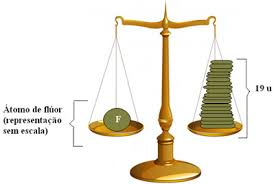 19 u
Átomo de flúor
(representação
sem escala)
F